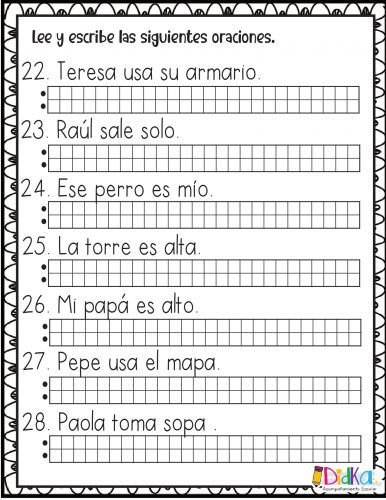 Lee y escribe las siguientes oraciones.
22. Teresa usa su armario.
23. Raúl sale solo.
24. Ese perro es mío.
25. La torre es alta.
26. Mi papá es alto.
27. Pepe usa el mapa.
28. Paola toma sopa .
DidKa
Acompañamiento Escolar